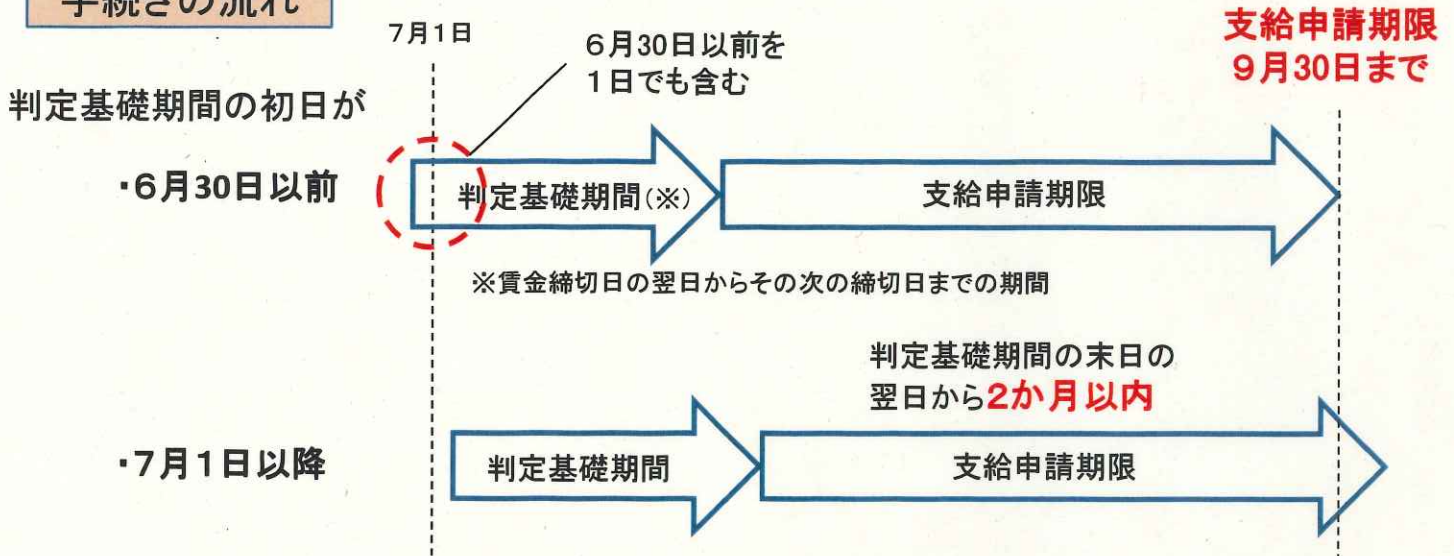 手続きの流れ
7月1日
6月30日以前を
1日でも含む
支給申請期限
9月30日まで
判定基礎期間の初日が
・6月30日以前
判定基礎期間(※)
支給申請期限
※賃金締切日の翌日からその次の締切日までの期間
判定基礎期間の末日の
翌日から2か月以内
・7月1日以降
判定基礎期間
支給申請期限